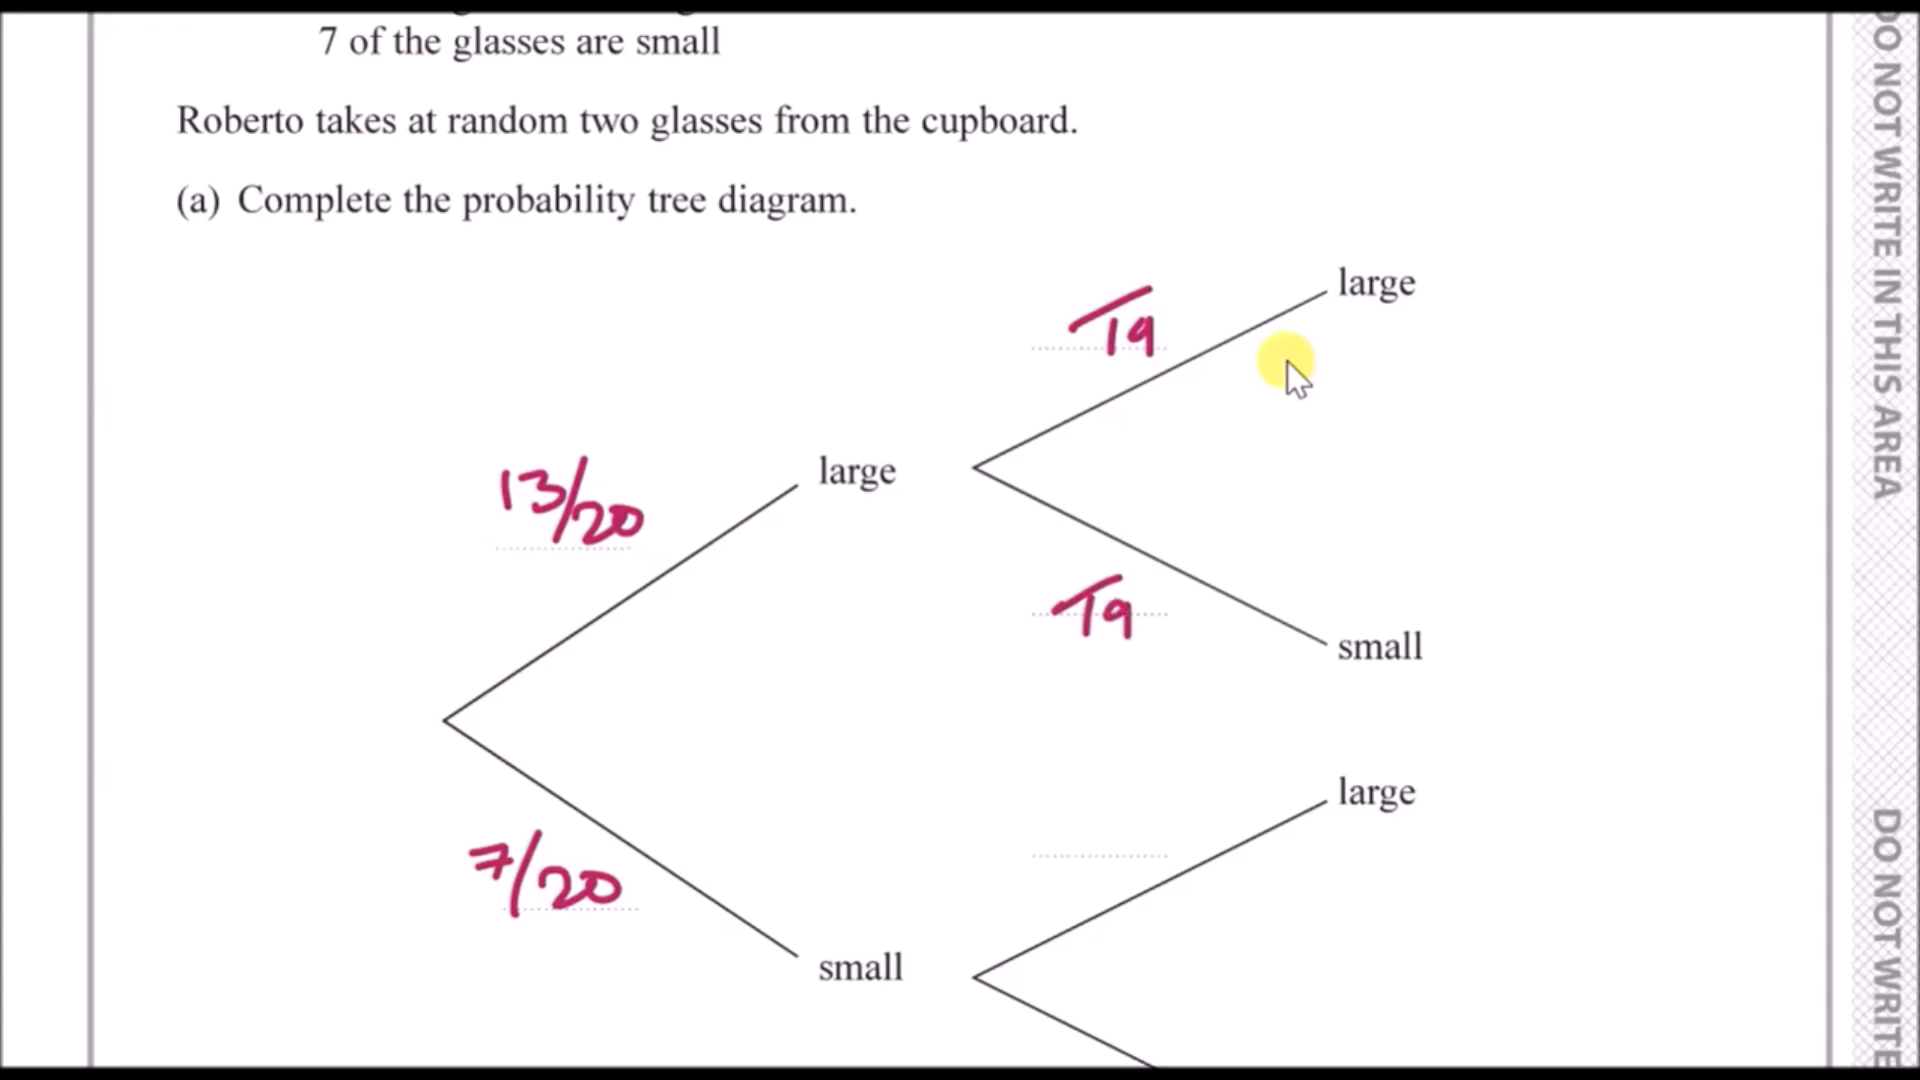 7 of the glasses are small
Roberto takes at random two glasses from the cupboard.
(a) Complete the probability tree diagram.
large
/19
13/20
large
/19
small
7/20
large
small
DO NOT WRITE IN THIS AREA
DO NOT WRITE